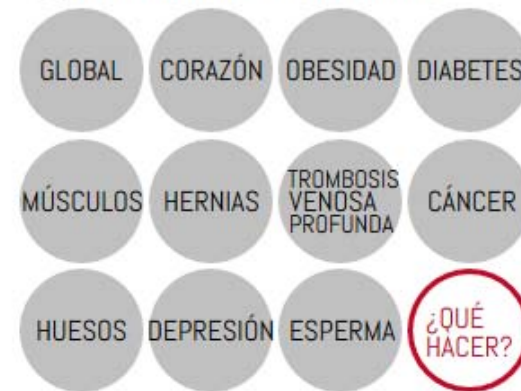 GLOBAL
CORAZÓN
OBESIDAD
DIABETES
MÚSCULOS
HERNIAS
TROMBOSIS
VENOSA
PROFUNDA
CÁNCER
HUESOS
DEPRESIÓN
ESPERMA
¿QUÉ
HACER?